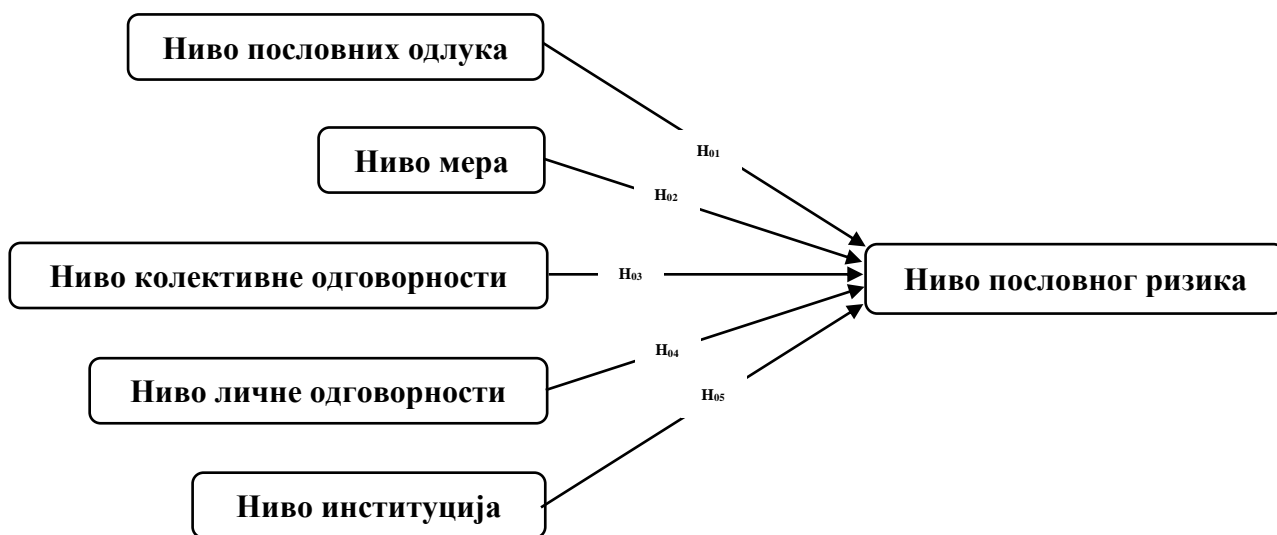 Ниво пословних одлука
H01
Ниво мера
H02
Ниво колективне одговорности
H03
Ниво пословног ризика
H04
Ниво личне одговорности
H05
Ниво институција